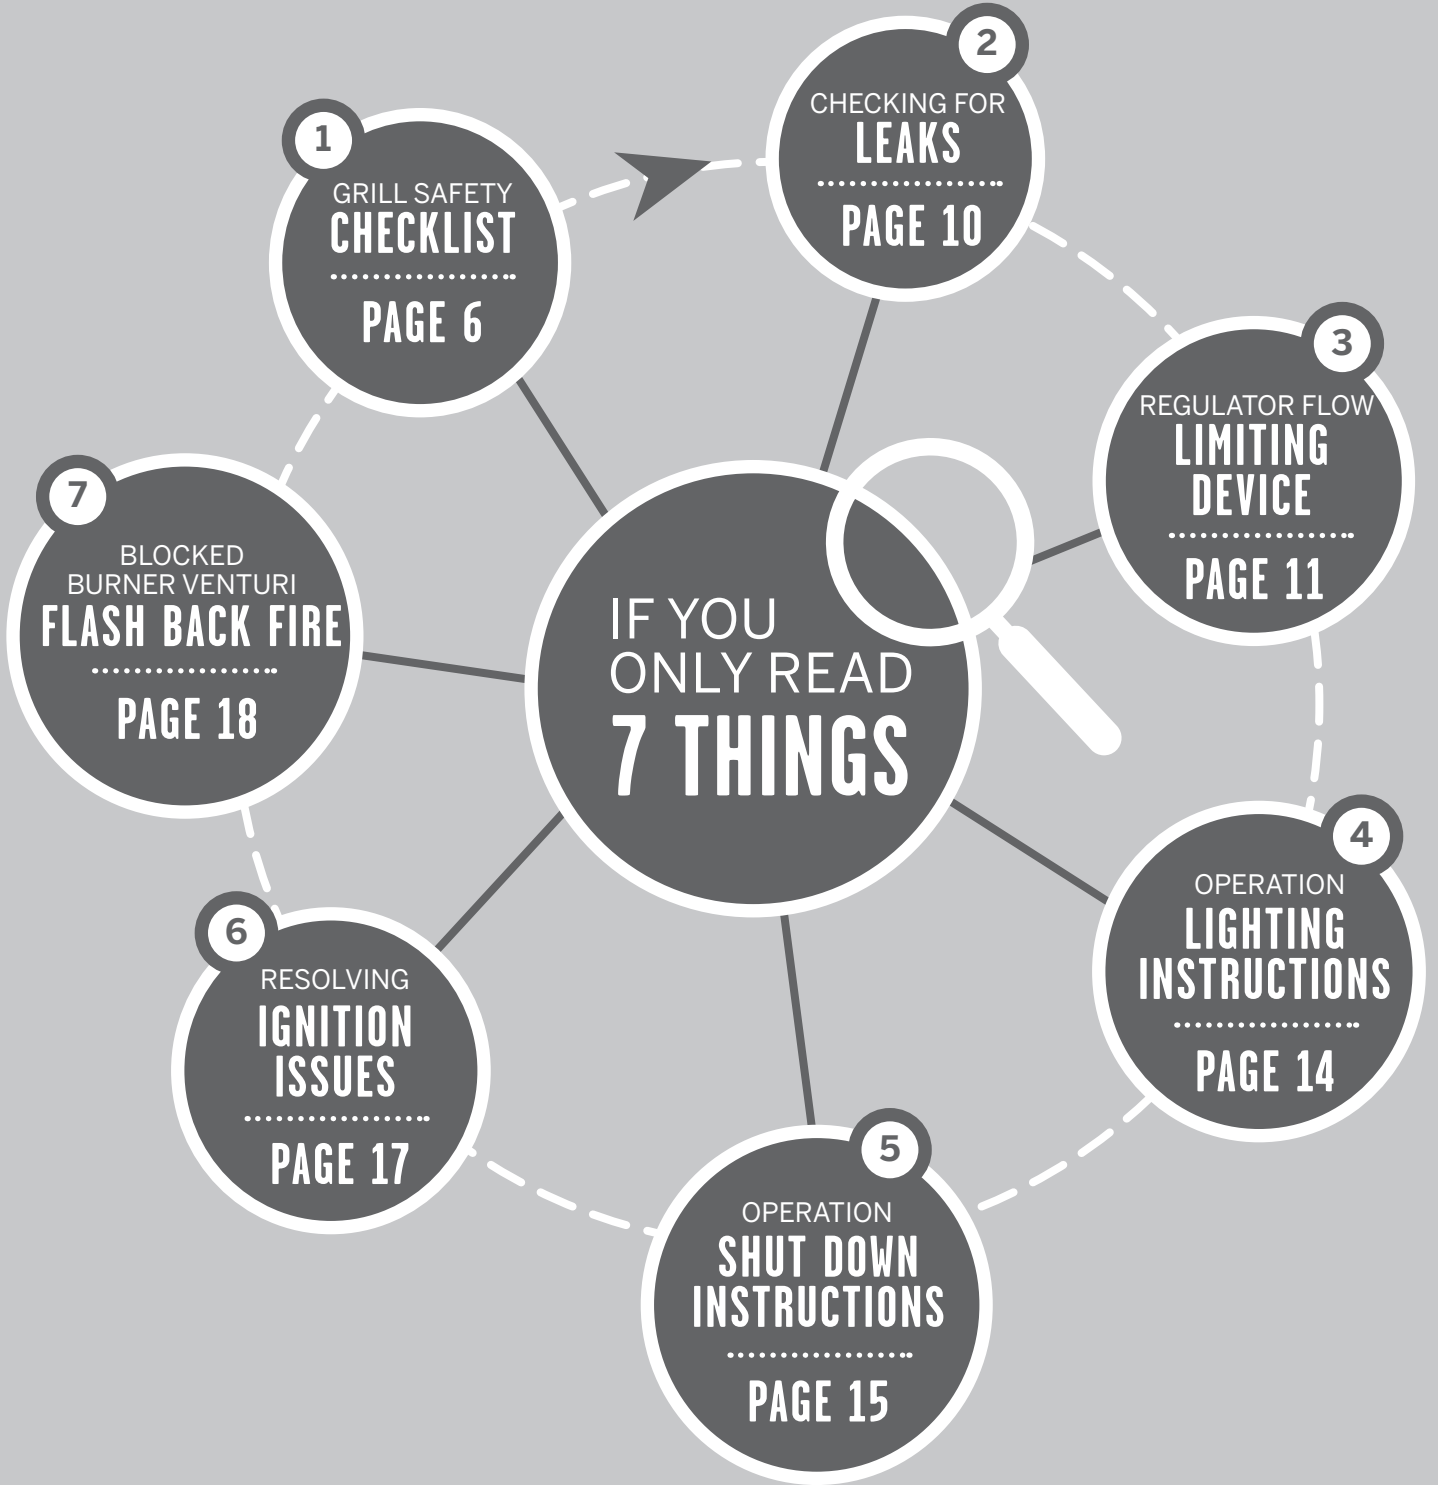 IF YOU
ONLY READ
7 THINGS
1
GRILL SAFETY
CHECKLIST
PAGE 6
2
CHECKING FOR
LEAKS
PAGE 10
3
REGULATOR FLOW
LIMITING
DEVICE
PAGE 11
4
OPERATION
LIGHTING
INSTRUCTIONS
PAGE 14
5
OPERATION
SHUT DOWN
INSTRUCTIONS
PAGE 15
6
RESOLVING
IGNITION
ISSUES
PAGE 17
7
BLOCKED
BURNER VENTURI
FLASH BACK FIRE
PAGE 18